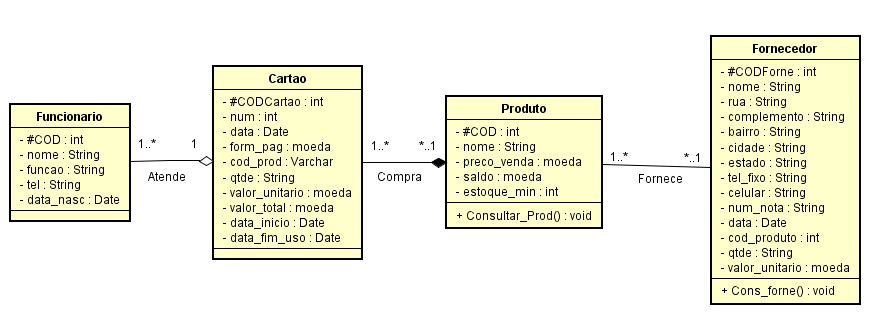 Funcionario
- #COD : int
- nome : String
- funcao : String
- tel : String
- data_nasc : Date
1..*
1
Atende
Cartao
- #CODCartao : int
- num : int
- data : Date
- form_pag : moeda
- cod_prod : Varchar
- qtde : String
- valor_unitario : moeda
- valor_total : moeda
- data_inicio : Date
- data_fim_uso : Date
1..*
*..1
Compra
Produto
- #COD : int
- nome : String
- preco_venda : moeda
- saldo : moeda
- estoque_min : int
+ Consultar_Prod() : void
1..*
*..1
Fornece
Fornecedor
- #CODForne : int
- nome : String
- rua : String
- complemento : String
- bairro : String
- cidade : String
- estado : String
- tel_fixo : String
- celular : String
- num_nota : String
- data : Date
- cod_produto : int
- qtde : String
- valor_unitario : moeda
+ Cons_forne() : void